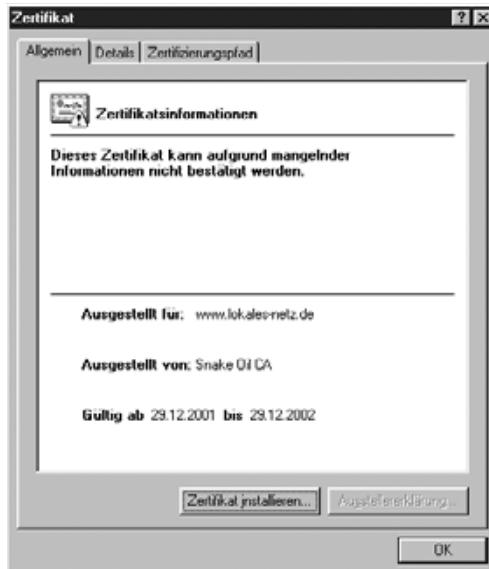 Zertifikat
Allgemein Details Zertifizierungspfad
Zertifikatsinformationen
Dieses Zertifikat kann aufgrund mangelnder
Informationen nicht bestätigt werden.
Ausgestellt für: www.lokales-netz.de
Ausgestellt von: Snake Oil CA
Gültig ab 29.12.2001 bis 29.12.2002
Zertifikat installieren... Ausstellererklärung...
OK